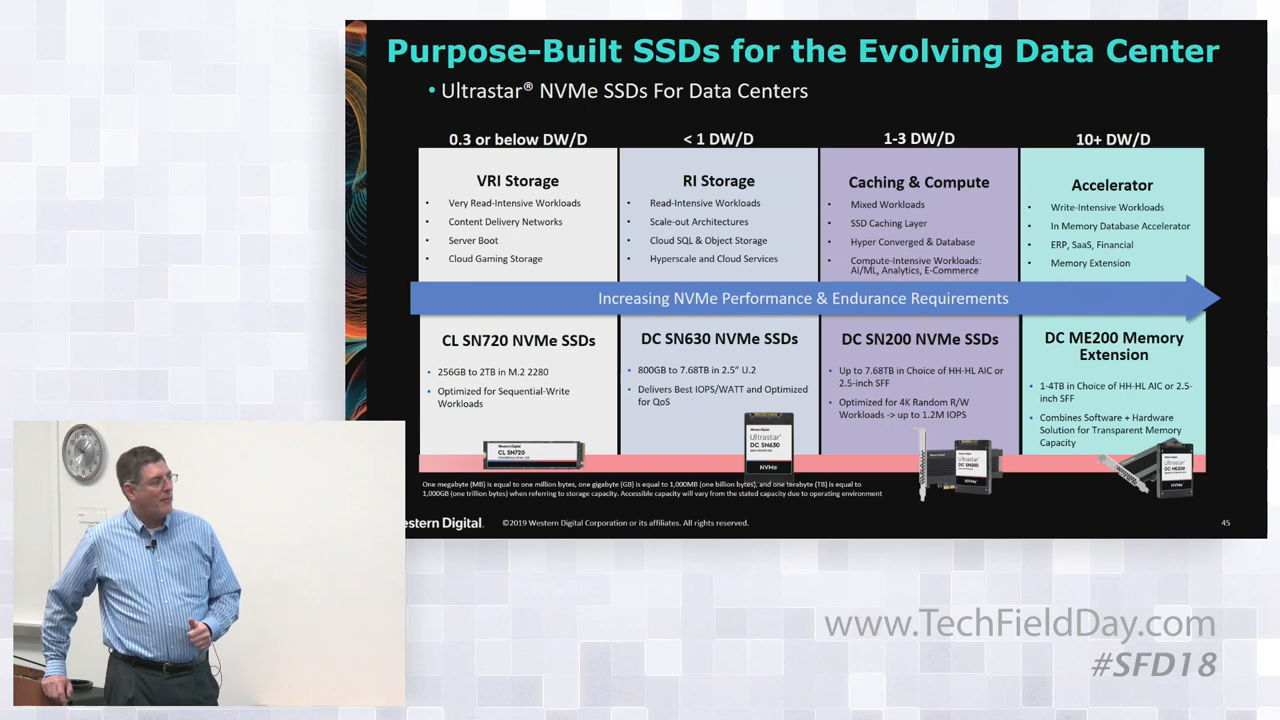 Purpose-Built SSDs for the Evolving Data Center
• Ultrastar® NVMe SSDs For Data Centers
0.3 or below DW/D
VRI Storage
• Very Read-Intensive Workloads
• Content Delivery Networks
• Server Boot
• Cloud Gaming Storage
< 1 DW/D
RI Storage
• Read-Intensive Workloads
• Scale-out Architectures
• Cloud SQL & Object Storage
• Hyperscale and Cloud Services
1-3 DW/D
Caching & Compute
• Mixed Workloads
• SSD Caching Layer
• Hyper Converged & Database
• Compute-Intensive Workloads:
AI/ML, Analytics, E-Commerce
10+ DW/D
Accelerator
• Write-Intensive Workloads
• In Memory Database Accelerator
• ERP, SaaS, Financial
• Memory Extension
Increasing NVMe Performance & Endurance Requirements
CL SN720 NVMe SSDs
• 256GB to 2TB in M.2 2280
• Optimized for Sequential-Write
Workloads
Western Digital
CL SN720
DC SN630 NVMe SSDs
• 800GB to 7.68TB in 2.5” U.2
• Delivers Best IOPS/WATT and Optimized
for QoS
Western Digital
Ultrastar
DC SN630
NVMe
DC SN200 NVMe SSDs
• Up to 7.68TB in Choice of HH-HL AIC or
2.5-inch SFF
• Optimized for 4K Random R/W
Workloads -> up to 1.2M IOPS
Ultrastar
DC SN200
NVMe
DC ME200 Memory
Extension
• 1-4TB in Choice of HH-HL AIC or 2.5-
inch SFF
• Combines Software + Hardware
Solution for Transparent Memory
Capacity
Ultrastar
DC ME200
NVMe
One megabyte (MB) is equal to one million bytes, one gigabyte (GB) is equal to 1,000MB (one billion bytes), and one terabyte (TB) is equal to
1,000GB (one trillion bytes) when referring to storage capacity. Accessible capacity will vary from the stated capacity due to operating environment
estern Digital.
©2019 Western Digital Corporation or its affiliates. All rights reserved.
45
www.TechFieldDay.com
#SFD18